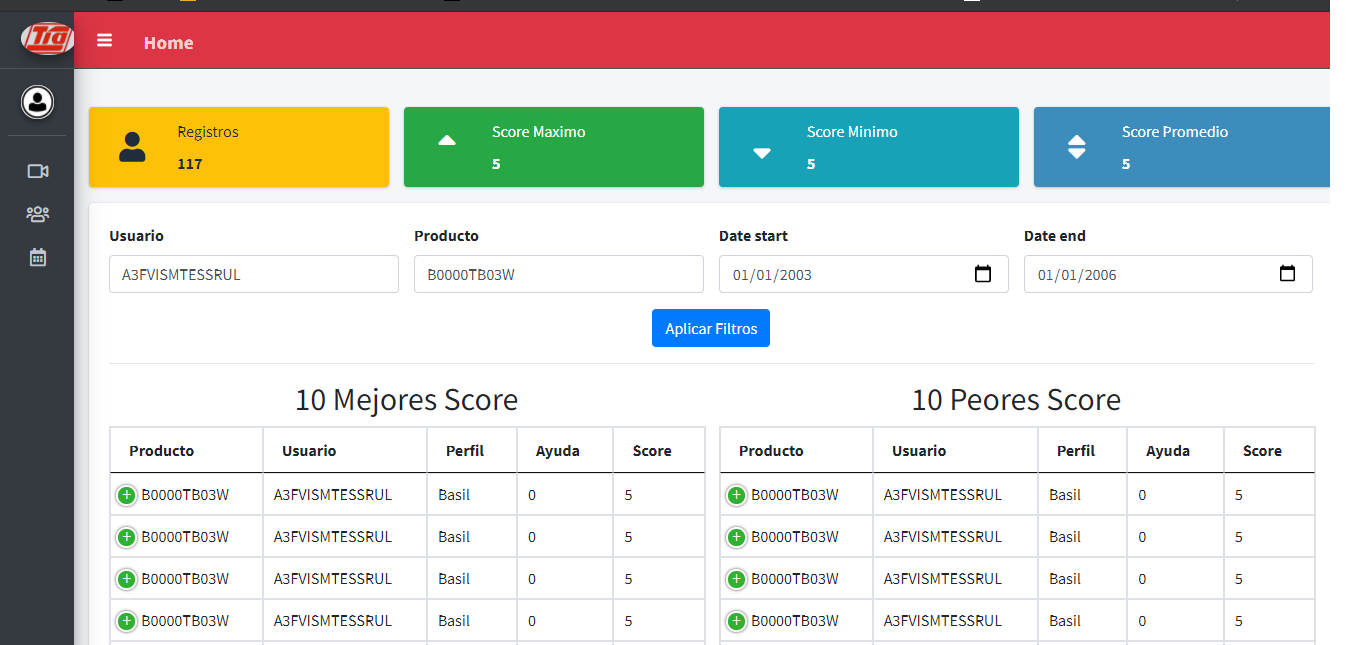 Tia
Home
Registros
117
Score Maximo
5
Score Minimo
5
Score Promedio
5
Usuario
Producto
Date start
Date end
A3FVISMTESSRUL
B0000TB03W
01/01/2003
01/01/2006
Aplicar Filtros
10 Mejores Score
10 Peores Score
Producto Usuario Perfil Ayuda Score
Producto Usuario Perfil Ayuda Score
B0000TB03W A3FVISMTESSRUL Basil 0 5
B0000TB03W A3FVISMTESSRUL Basil 0 5
B0000TB03W A3FVISMTESSRUL Basil 0 5
B0000TB03W A3FVISMTESSRUL Basil 0 5
B0000TB03W A3FVISMTESSRUL Basil 0 5
B0000TB03W A3FVISMTESSRUL Basil 0 5
B0000TB03W A3FVISMTESSRUL Basil 0 5
B0000TB03W A3FVISMTESSRUL Basil 0 5